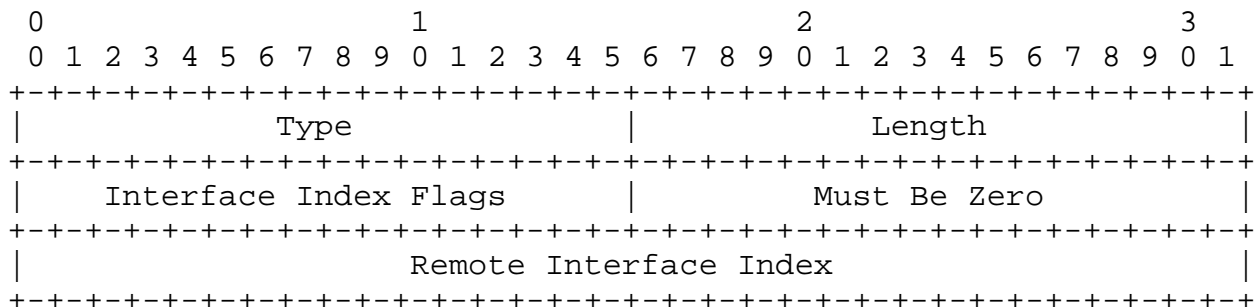 0                   1                   2                   3
 0 1 2 3 4 5 6 7 8 9 0 1 2 3 4 5 6 7 8 9 0 1 2 3 4 5 6 7 8 9 0 1
+-+-+-+-+-+-+-+-+-+-+-+-+-+-+-+-+-+-+-+-+-+-+-+-+-+-+-+-+-+-+-+-+
|             Type              |            Length             |
+-+-+-+-+-+-+-+-+-+-+-+-+-+-+-+-+-+-+-+-+-+-+-+-+-+-+-+-+-+-+-+-+
|    Interface Index Flags      |         Must Be Zero          |
+-+-+-+-+-+-+-+-+-+-+-+-+-+-+-+-+-+-+-+-+-+-+-+-+-+-+-+-+-+-+-+-+
|                    Remote Interface Index                     |
+-+-+-+-+-+-+-+-+-+-+-+-+-+-+-+-+-+-+-+-+-+-+-+-+-+-+-+-+-+-+-+-+